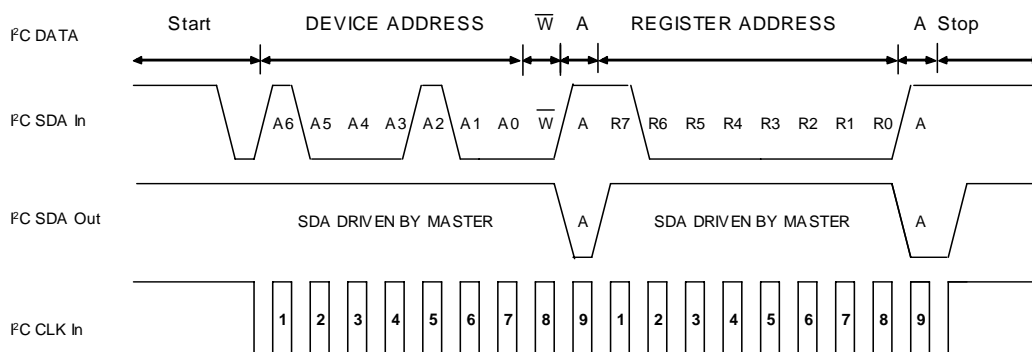 Start DEVICE ADDRESS W̅ A REGISTER ADDRESS A Stop
I²C DATA
I²C SDA In
A6 A5 A4 A3 A2 A1 A0 W̅ A R7 R6 R5 R4 R3 R2 R1 R0 A
I²C SDA Out
SDA DRIVEN BY MASTER A SDA DRIVEN BY MASTER A
I²C CLK In
1 2 3 4 5 6 7 8 9 1 2 3 4 5 6 7 8 9